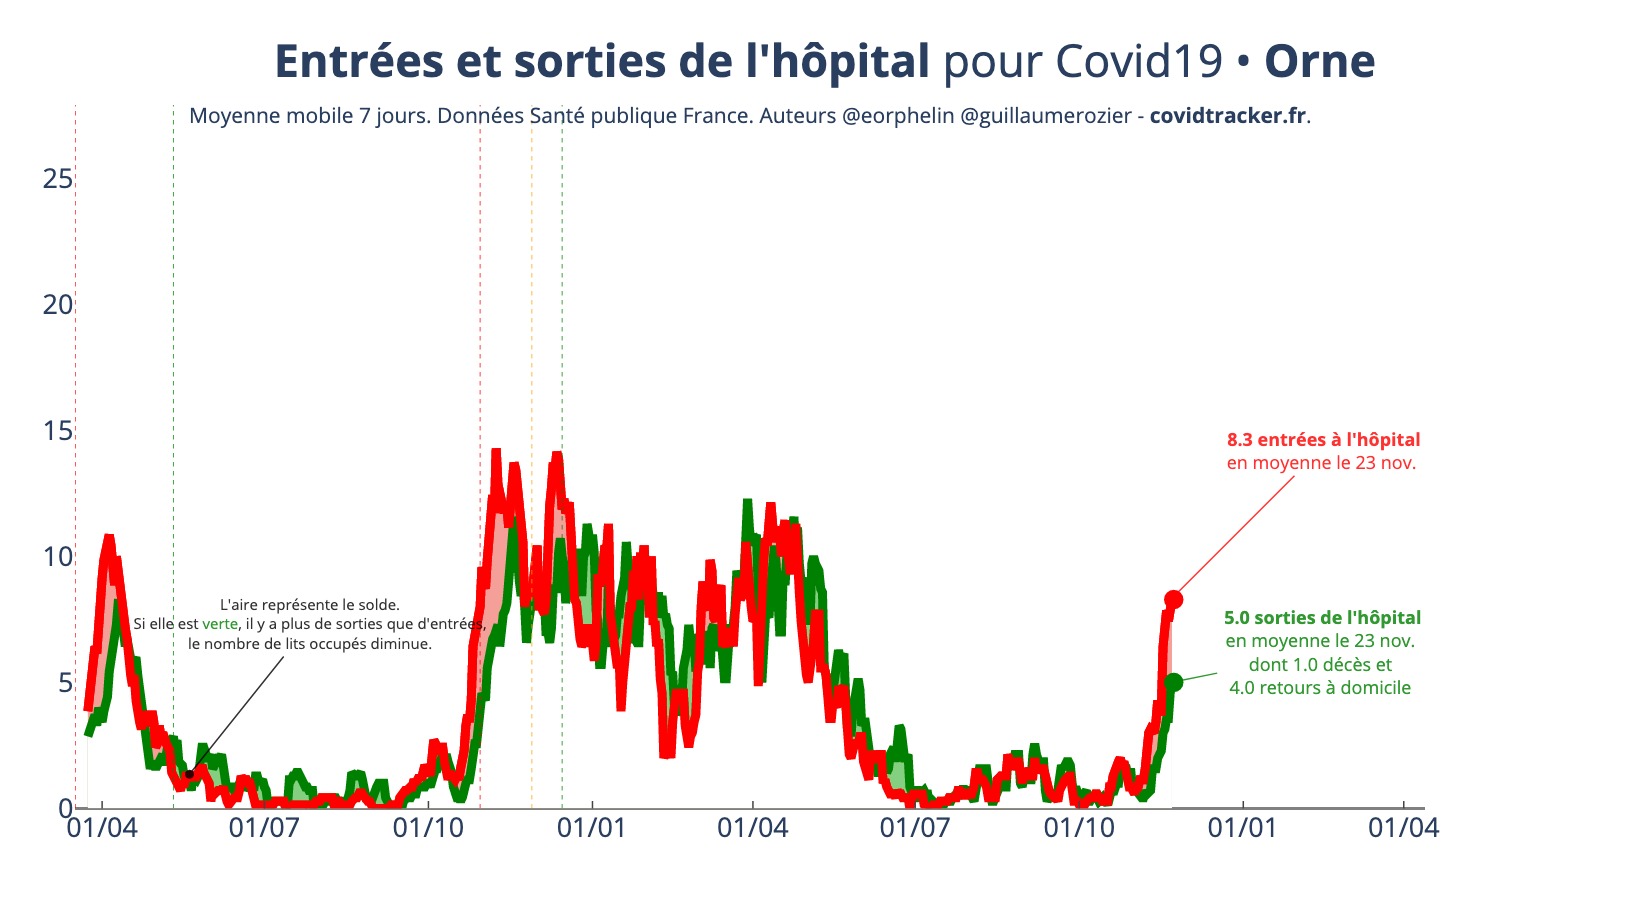 Entrées et sorties de l'hôpital pour Covid19 • Orne
Moyenne mobile 7 jours. Données Santé publique France. Auteurs @eorphelin @guillaumerozier - covidtracker.fr.
25
20
15
10
5
0
8.3 entrées à l'hôpital
en moyenne le 23 nov.
L'aire représente le solde.
Si elle est verte, il y a plus de sorties que d'entrées,
le nombre de lits occupés diminue.
5.0 sorties de l'hôpital
en moyenne le 23 nov.
dont 1.0 décès et
4.0 retours à domicile
01/04 01/07 01/10 01/01 01/04 01/07 01/10 01/01 01/04